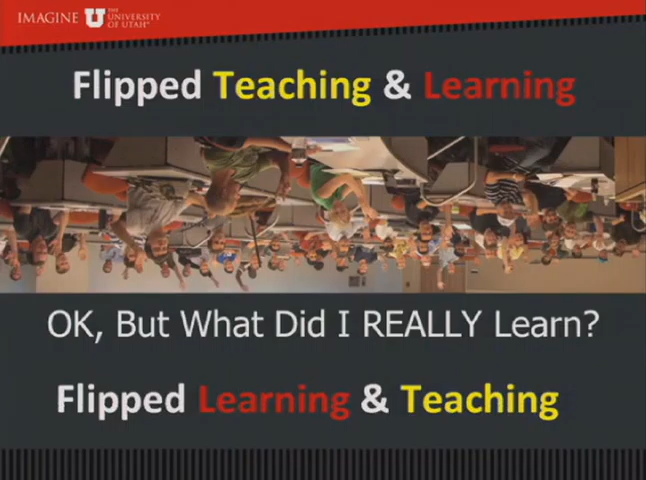 IMAGINE U THE UNIVERSITY OF UTAH
Flipped Teaching & Learning
OK, But What Did I REALLY Learn?
Flipped Learning & Teaching